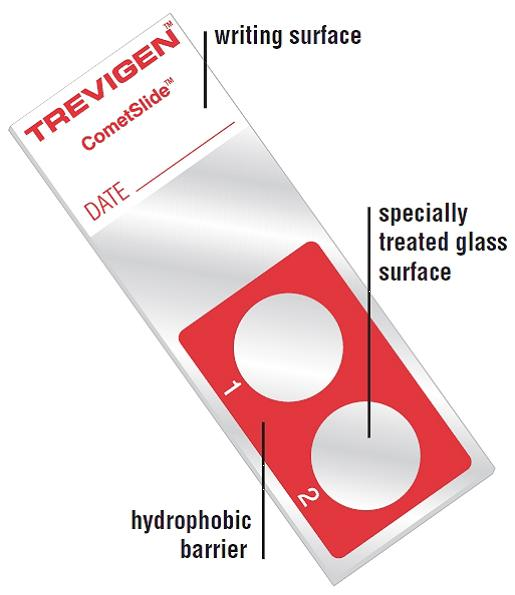 TREVIGEN™
CometSlide™
DATE
writing surface
specially
treated glass
surface
1
2
hydrophobic
barrier